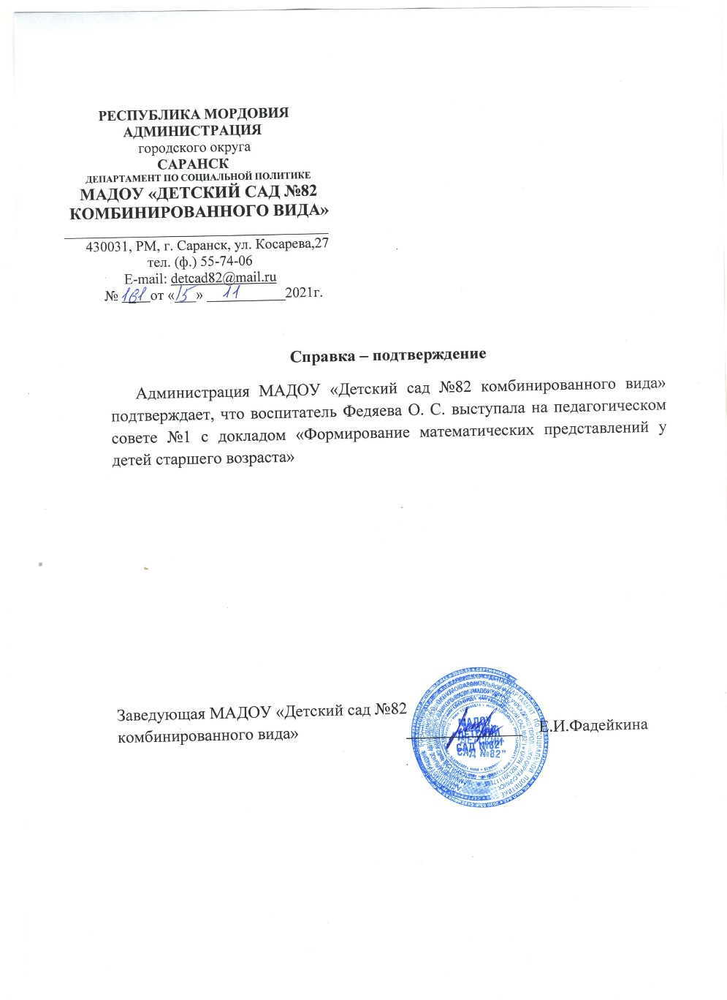 РЕСПУБЛИКА МОРДОВИЯ
АДМИНИСТРАЦИЯ
городского округа
САРАНСК
ДЕПАРТАМЕНТ ПО СОЦИАЛЬНОЙ ПОЛИТИКЕ
МАДОУ «ДЕТСКИЙ САД №82
КОМБИНИРОВАННОГО ВИДА»
430031, РМ, г. Саранск, ул. Косарева,27
тел. (ф.) 55-74-06
E-mail: detcad82@mail.ru
№ 181 от «15» 11 2021г.
Справка – подтверждение
Администрация МАДОУ «Детский сад №82 комбинированного вида»
подтверждает, что воспитатель Федяева О. С. выступала на педагогическом
совете №1 с докладом «Формирование математических представлений у
детей старшего возраста»
Заведующая МАДОУ «Детский сад №82
комбинированного вида»
Е.И.Фадейкина
МАДОУ
"ДЕТСКИЙ
САД №82"